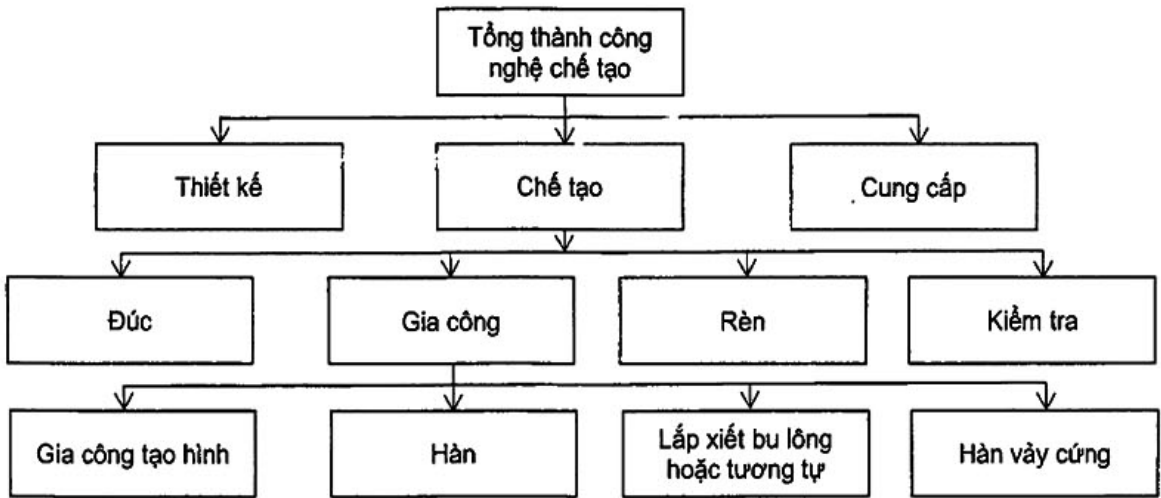 Tổng thành công
nghệ chế tạo
Thiết kế
Chế tạo
Cung cấp
Đúc
Gia công
Rèn
Kiểm tra
Gia công tạo hình
Hàn
Lắp xiết bu lông
hoặc tương tự
Hàn vảy cứng